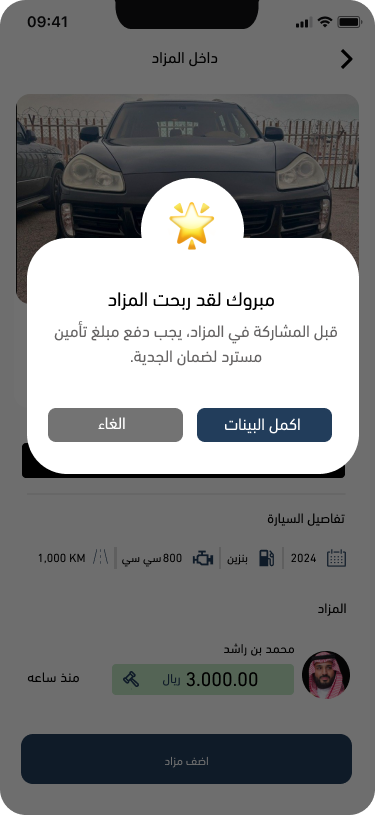 09:41
داخل المزاد
مبروك لقد ربحت المزاد
قبل المشاركة في المزاد، يجب دفع مبلغ تأمين
مسترد لضمان الجدية.
اكمل البينات
الغاء
تفاصيل السيارة
2024 بنزين 800 سي سي 1,000 KM
المزاد
محمد بن راشد
3.000.00 ريال
منذ ساعه
اضف مزاد